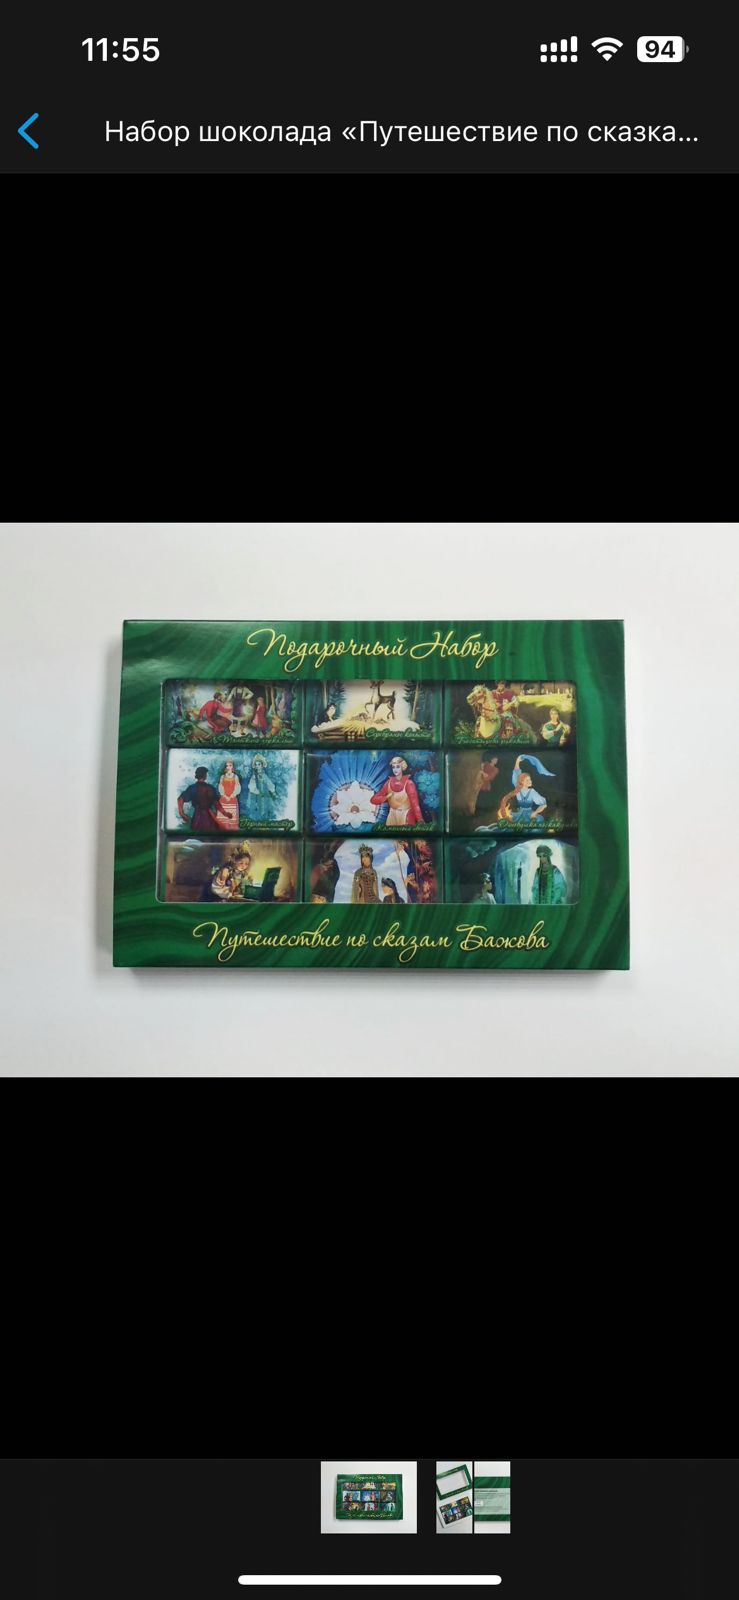 11:55
94
Набор шоколада «Путешествие по сказка...
Подарочный Набор
Серебряное копытце
Горный мастер
Каменный цветок
Путешествие по сказам Бажова